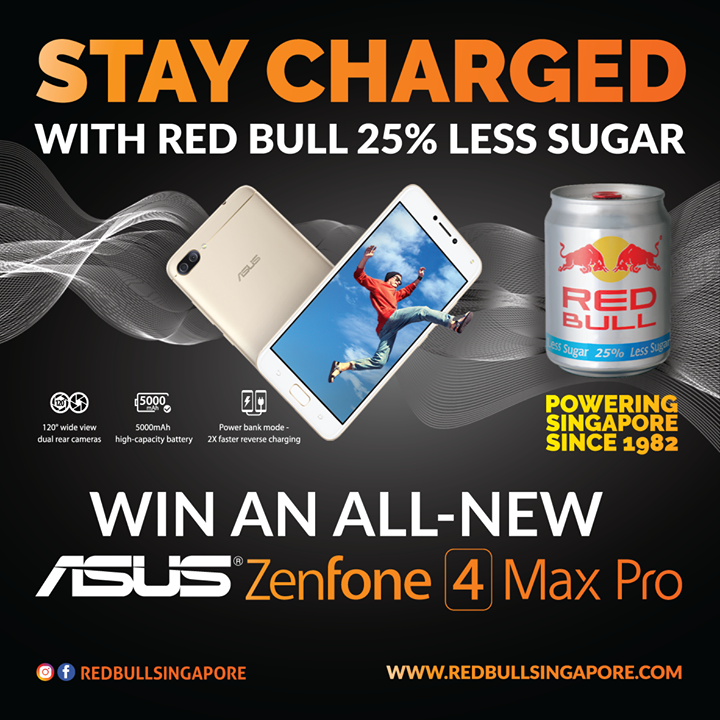 STAY CHARGED
WITH RED BULL 25% LESS SUGAR
ASUS
RED
BULL
Less Sugar 25% Less Sugar
120° wide view
dual rear cameras
5000
mAh
5000mAh
high-capacity battery
Power bank mode -
2X faster reverse charging
POWERING
SINGAPORE
SINCE 1982
WIN AN ALL-NEW
ASUS® Zenfone 4 Max Pro
REDBULLSINGAPORE
WWW.REDBULLSINGAPORE.COM